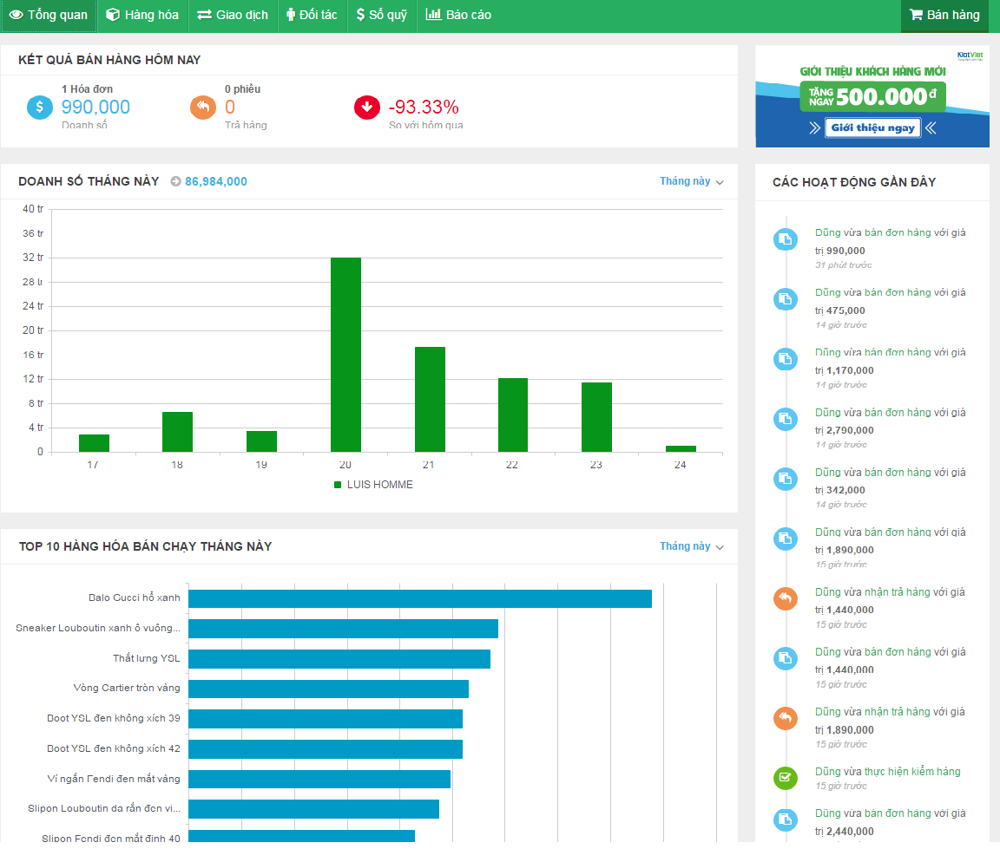 Tổng quan
Hàng hóa
Giao dịch
Đối tác
Sổ quỹ
Báo cáo
Bán hàng
KẾT QUẢ BÁN HÀNG HÔM NAY
1 Hóa đơn
990,000
Doanh số
0 phiếu
0
Trả hàng
-93.33%
So với hôm qua
KiotViet
GIỚI THIỆU KHÁCH HÀNG MỚI
TẶNG NGAY 500.000đ
Giới thiệu ngay
DOANH SỐ THÁNG NÀY 86,984,000
Tháng này
40 tr
36 tr
32 tr
28 tr
24 tr
20 tr
16 tr
12 tr
8 tr
4 tr
0
17 18 19 20 21 22 23 24
LUIS HOMME
TOP 10 HÀNG HÓA BÁN CHẠY THÁNG NÀY
Tháng này
Balo Gucci hổ xanh
Sneaker Louboutin xanh ô vuông...
Thắt lưng YSL
Vòng Cartier tròn vàng
Boot YSL đen không xích 39
Boot YSL đen không xích 42
Ví ngắn Fendi đen mắt vàng
Slipon Louboutin da rắn đen vi...
Slipon Fendi đen mắt đinh 40
CÁC HOẠT ĐỘNG GẦN ĐÂY
Dũng vừa bán đơn hàng với giá
trị 990,000
31 phút trước
Dũng vừa bán đơn hàng với giá
trị 475,000
14 giờ trước
Dũng vừa bán đơn hàng với giá
trị 1,170,000
14 giờ trước
Dũng vừa bán đơn hàng với giá
trị 2,790,000
14 giờ trước
Dũng vừa bán đơn hàng với giá
trị 342,000
14 giờ trước
Dũng vừa bán đơn hàng với giá
trị 1,890,000
15 giờ trước
Dũng vừa nhận trả hàng với giá
trị 1,440,000
15 giờ trước
Dũng vừa bán đơn hàng với giá
trị 1,440,000
15 giờ trước
Dũng vừa nhận trả hàng với giá
trị 1,890,000
15 giờ trước
Dũng vừa thực hiện kiểm hàng
15 giờ trước
Dũng vừa bán đơn hàng với giá
trị 2,440,000